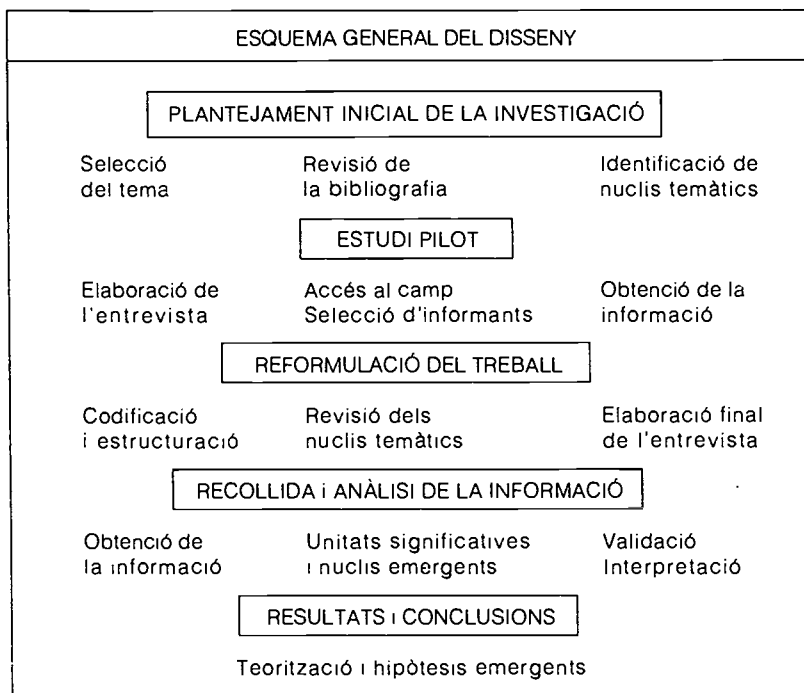 ESQUEMA GENERAL DEL DISSENY
PLANTEJAMENT INICIAL DE LA INVESTIGACIÓ
Selecció Revisió de Identificació de
del tema la bibliografia nuclis temàtics
ESTUDI PILOT
Elaboració de Accés al camp Obtenció de la
l'entrevista Selecció d'informants informació
REFORMULACIÓ DEL TREBALL
Codificació Revisió dels Elaboració final
i estructuració nuclis temàtics de l'entrevista
RECOLLIDA i ANÀLISI DE LA INFORMACIÓ
Obtenció de Unitats significatives Validació
la informació i nuclis emergents Interpretació
RESULTATS i CONCLUSIONS
Teorització i hipòtesis emergents